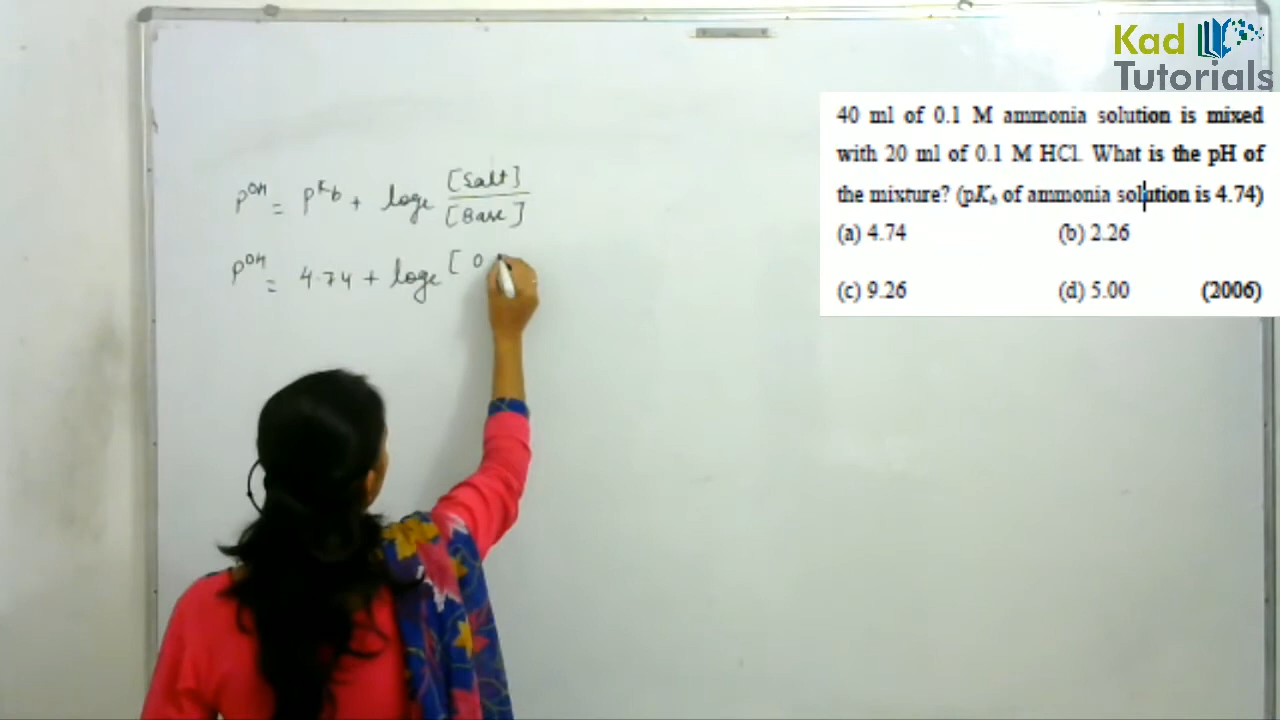 Kad
Tutorials
40 ml of 0.1 M ammonia solution is mixed
with 20 ml of 0.1 M HCl. What is the pH of
the mixture? (pKb of ammonia solution is 4.74)
(a) 4.74 (b) 2.26
(c) 9.26 (d) 5.00 (2006)
pOH = pKb + loge [Salt]
[Base]
pOH = 4.74 + loge [ 0